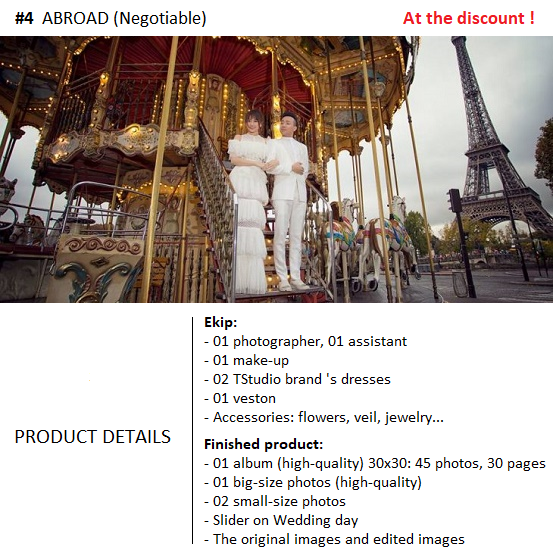 #4 ABROAD (Negotiable)
At the discount !
Ekip:
- 01 photographer, 01 assistant
- 01 make-up
- 02 TStudio brand 's dresses
- 01 veston
- Accessories: flowers, veil, jewelry...
PRODUCT DETAILS
Finished product:
- 01 album (high-quality) 30x30: 45 photos, 30 pages
- 01 big-size photos (high-quality)
- 02 small-size photos
- Slider on Wedding day
- The original images and edited images